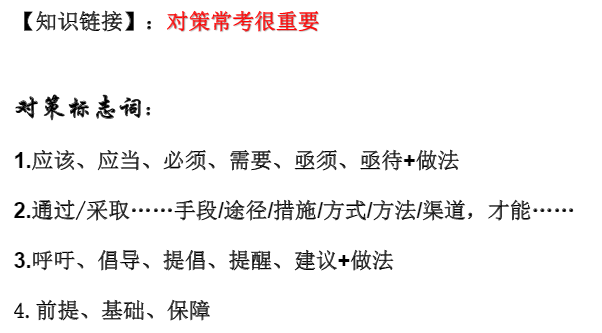 【知识链接】：对策常考很重要
对策标志词：
1.应该、应当、必须、需要、亟须、亟待+做法
2.通过/采取……手段/途径/措施/方式/方法/渠道，才能……
3.呼吁、倡导、提倡、提醒、建议+做法
4. 前提、基础、保障